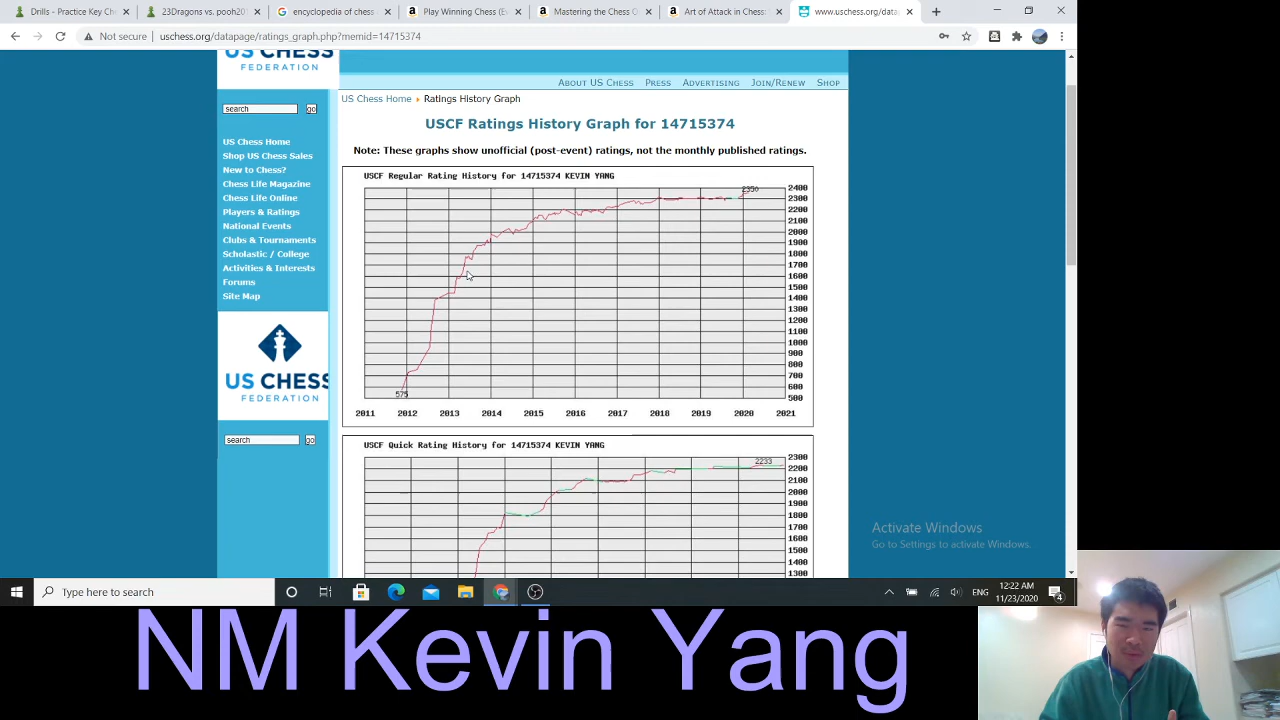 Drills - Practice Key Ch
23Dragons vs. pooh20
encyclopedia of chess
Play Winning Chess (E
Mastering the Chess O
Art of Attack in Chess:
www.uschess.org/data
Not secure
uschess.org/datapage/ratings_graph.php?memid=14715374
US CHESS
FEDERATION
ABOUT US CHESS PRESS ADVERTISING JOIN/RENEW SHOP
search go
US Chess Home
Shop US Chess Sales
New to Chess?
Chess Life Magazine
Chess Life Online
Players & Ratings
National Events
Clubs & Tournaments
Scholastic / College
Activities & Interests
Forums
Site Map
US CHESS
FEDERATION
search go
US Chess Home Ratings History Graph
USCF Ratings History Graph for 14715374
Note: These graphs show unofficial (post-event) ratings, not the monthly published ratings.
USCF Regular Rating History for 14715374 KEVIN YANG
2350
2400
2300
2200
2100
2000
1900
1800
1700
1600
1500
1400
1300
1200
1100
1000
900
800
700
600
500
575
2011 2012 2013 2014 2015 2016 2017 2018 2019 2020 2021
USCF Quick Rating History for 14715374 KEVIN YANG
2233
2300
2200
2100
2000
1900
1800
1700
1600
1500
1400
1300
Activate Windows
Go to Settings to activate Windows.
Type here to search
ENG
12:22 AM
11/23/2020
4
NM Kevin Yang